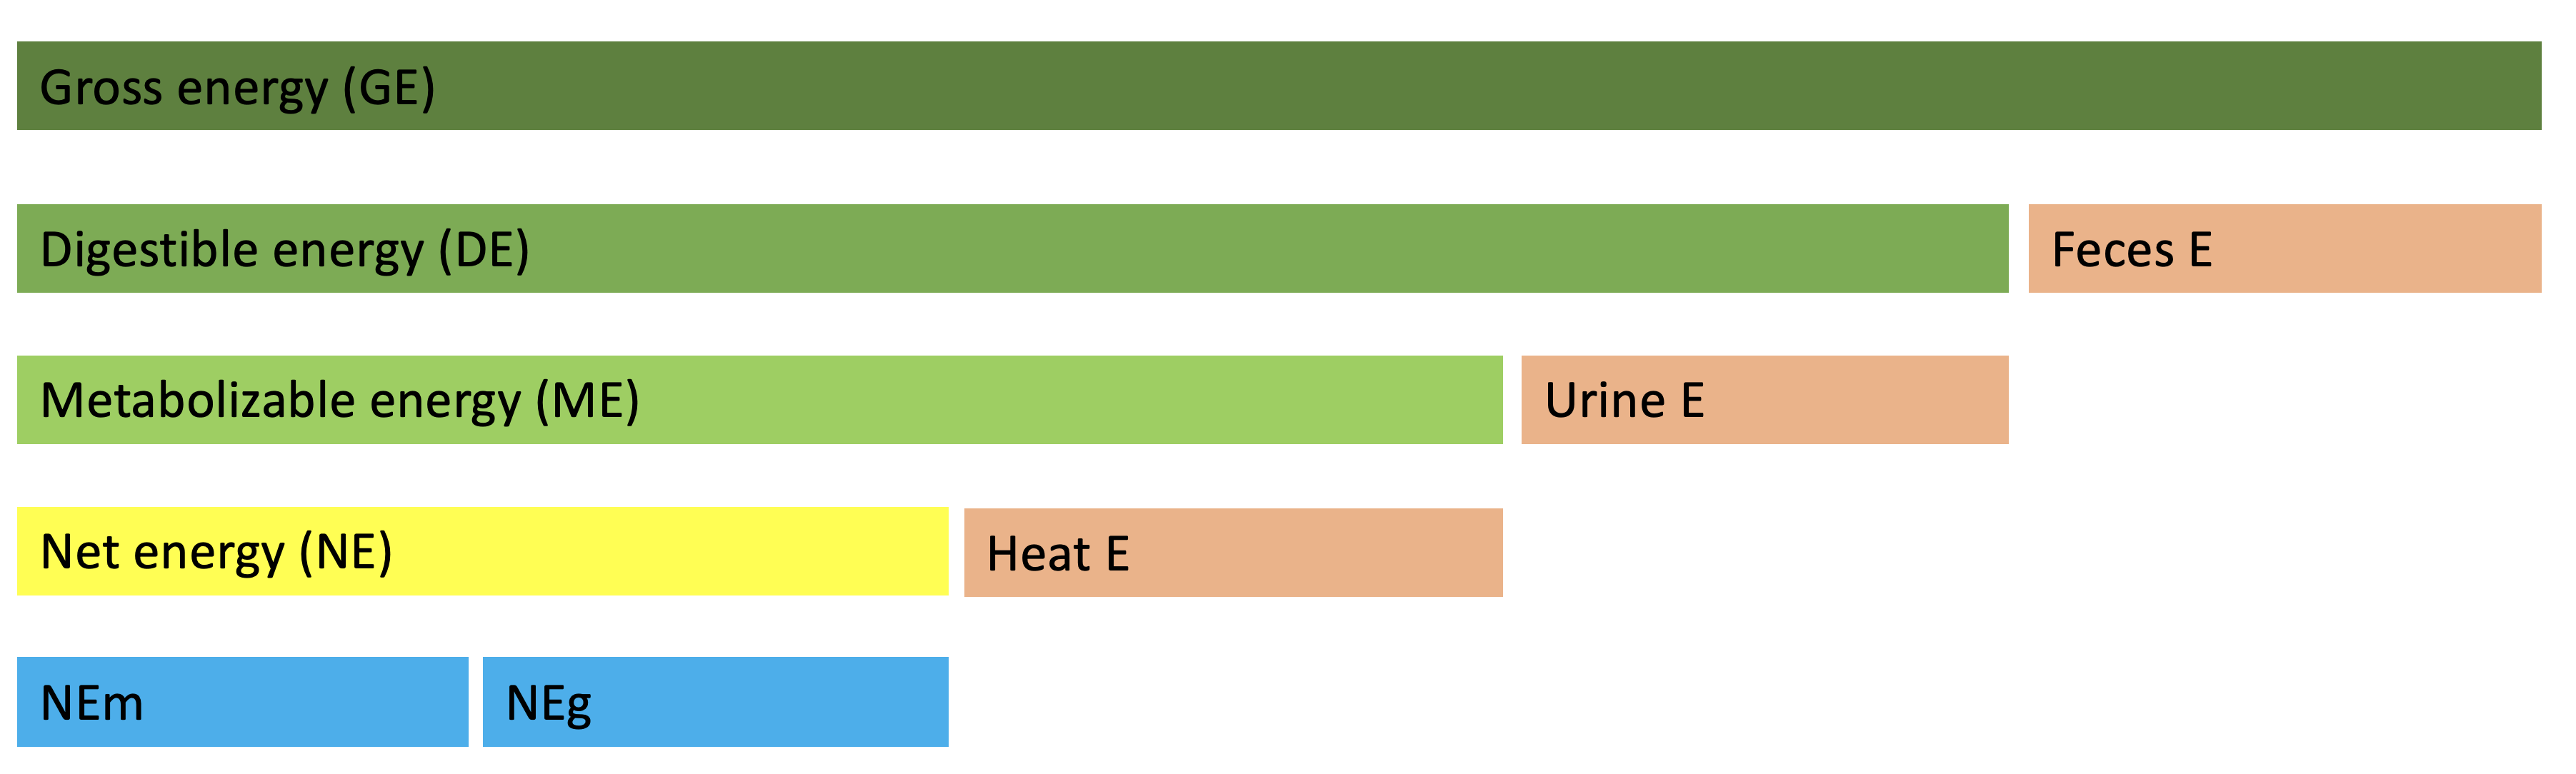 Gross energy (GE)
Digestible energy (DE)
Feces E
Metabolizable energy (ME)
Urine E
Net energy (NE)
Heat E
NEm
NEg